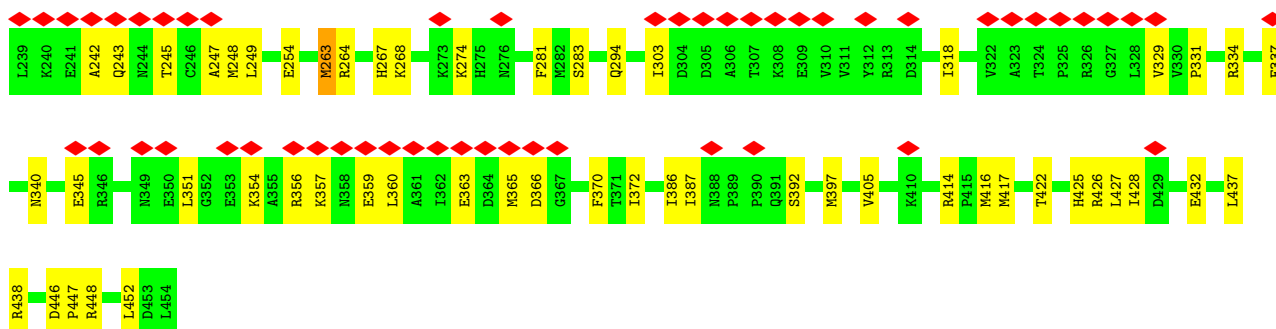 L239 K240 E241 A242 Q243 N244 T245 C246 A247 M248 L249 E254 M263 R264 H267 K268 K273 K274 H275 N276 F281 M282 S283 Q294 I303 D304 D305 A306 T307 K308 E309 V310 V311 Y312 R313 D314 I318 V322 A323 T324 P325 R326 G327 L328 V329 V330 P331 R334 E337
N340 E345 R346 N349 E350 L351 G352 E353 K354 A355 R356 K357 N358 E359 L360 A361 I362 E363 D364 M365 D366 G367 F370 T371 I372 I386 I387 N388 P389 P390 Q391 S392 M397 V405 K410 R414 P415 M416 M417 T422 H425 R426 L427 I428 D429 E432 L437
R438 D446 P447 R448 L452 D453 L454